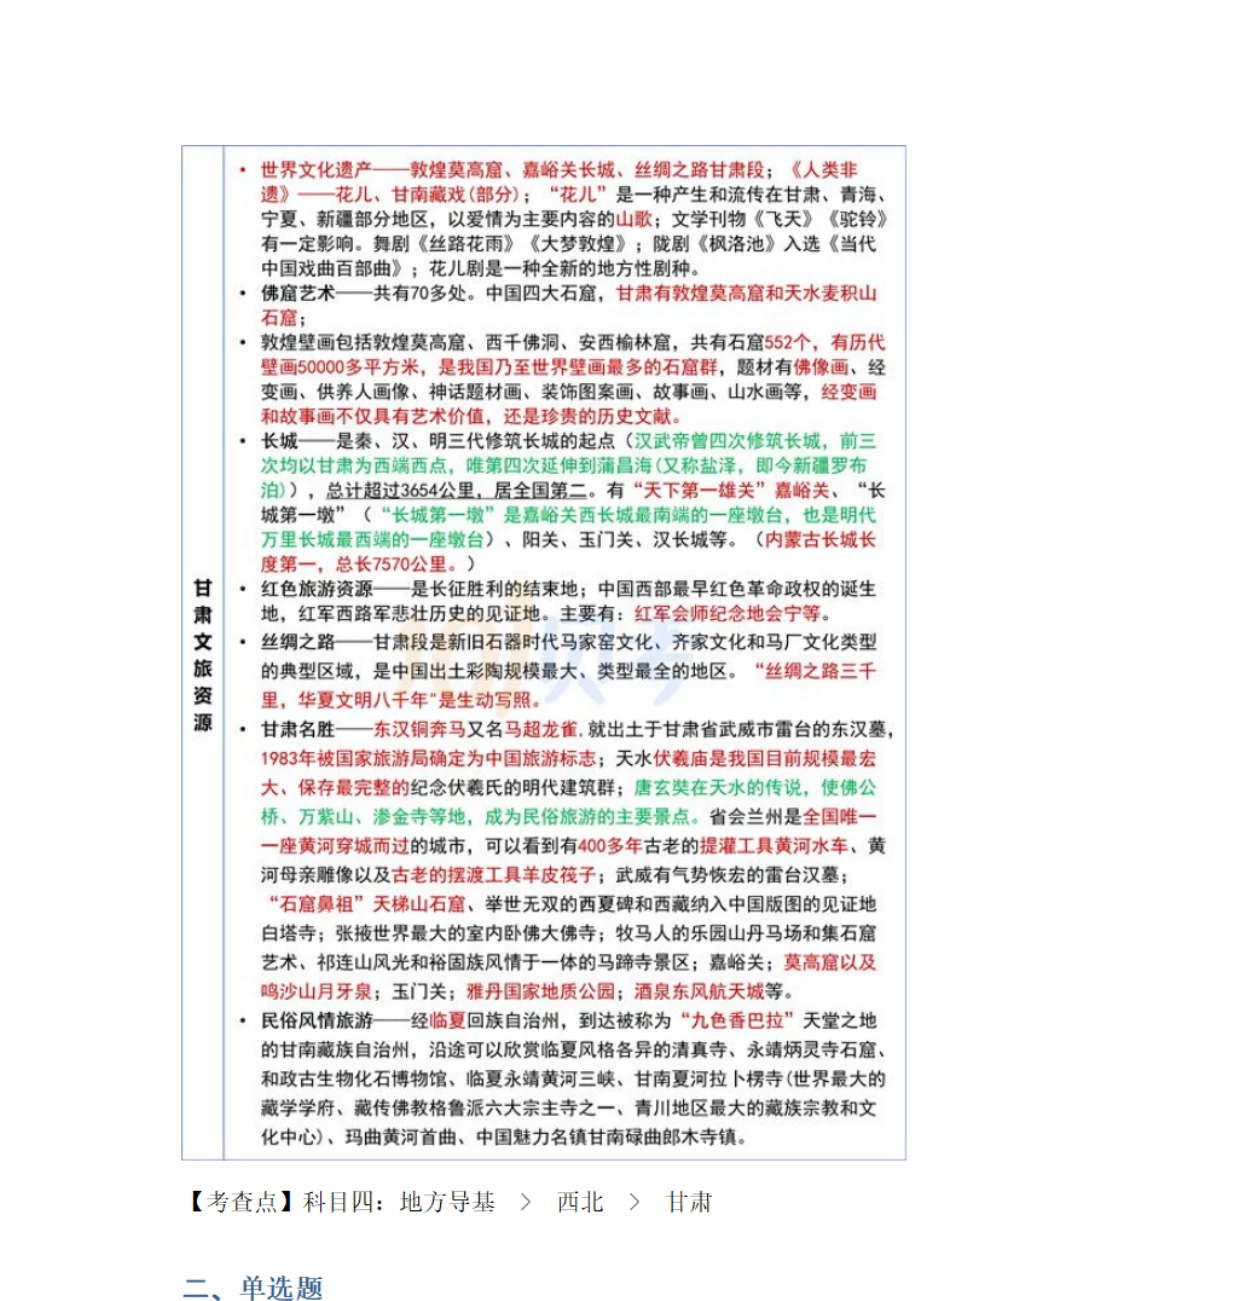 • 世界文化遗产——敦煌莫高窟、嘉峪关长城、丝绸之路甘肃段；《人类非
遗》——花儿、甘南藏戏(部分)；“花儿”是一种产生和流传在甘肃、青海、
宁夏、新疆部分地区，以爱情为主要内容的山歌；文学刊物《飞天》《驼铃》
有一定影响。舞剧《丝路花雨》《大梦敦煌》；陇剧《枫洛池》入选《当代
中国戏曲百部曲》；花儿剧是一种全新的地方性剧种。
• 佛窟艺术——共有70多处。中国四大石窟，甘肃有敦煌莫高窟和天水麦积山
石窟；
• 敦煌壁画包括敦煌莫高窟、西千佛洞、安西榆林窟，共有石窟552个，有历代
壁画50000多平方米，是我国乃至世界壁画最多的石窟群，题材有佛像画、经
变画、供养人画像、神话题材画、装饰图案画、故事画、山水画等，经变画
和故事画不仅具有艺术价值，还是珍贵的历史文献。
• 长城——是秦、汉、明三代修筑长城的起点（汉武帝曾四次修筑长城，前三
次均以甘肃为西端西点，唯第四次延伸到蒲昌海(又称盐泽，即今新疆罗布
泊)），总计超过3654公里，居全国第二。有“天下第一雄关”嘉峪关、“长
城第一墩”（“长城第一墩”是嘉峪关西长城最南端的一座墩台，也是明代
万里长城最西端的一座墩台）、阳关、玉门关、汉长城等。（内蒙古长城长
度第一，总长7570公里。）
• 红色旅游资源——是长征胜利的结束地；中国西部最早红色革命政权的诞生
地，红军西路军悲壮历史的见证地。主要有：红军会师纪念地会宁等。
• 丝绸之路——甘肃段是新旧石器时代马家窑文化、齐家文化和马厂文化类型
的典型区域，是中国出土彩陶规模最大、类型最全的地区。“丝绸之路三千
里，华夏文明八千年"是生动写照。
• 甘肃名胜——东汉铜奔马又名马超龙雀,就出土于甘肃省武威市雷台的东汉墓，
1983年被国家旅游局确定为中国旅游标志；天水伏羲庙是我国目前规模最宏
大、保存最完整的纪念伏羲氏的明代建筑群；唐玄奘在天水的传说，使佛公
桥、万紫山、渗金寺等地，成为民俗旅游的主要景点。省会兰州是全国唯一
一座黄河穿城而过的城市，可以看到有400多年古老的提灌工具黄河水车、黄
河母亲雕像以及古老的摆渡工具羊皮筏子；武威有气势恢宏的雷台汉墓；
“石窟鼻祖”天梯山石窟、举世无双的西夏碑和西藏纳入中国版图的见证地
白塔寺；张掖世界最大的室内卧佛大佛寺；牧马人的乐园山丹马场和集石窟
艺术、祁连山风光和裕固族风情于一体的马蹄寺景区；嘉峪关；莫高窟以及
鸣沙山月牙泉；玉门关；雅丹国家地质公园；酒泉东风航天城等。
• 民俗风情旅游——经临夏回族自治州，到达被称为“九色香巴拉”天堂之地
的甘南藏族自治州，沿途可以欣赏临夏风格各异的清真寺、永靖炳灵寺石窟、
和政古生物化石博物馆、临夏永靖黄河三峡、甘南夏河拉卜楞寺(世界最大的
藏学学府、藏传佛教格鲁派六大宗主寺之一、青川地区最大的藏族宗教和文
化中心)、玛曲黄河首曲、中国魅力名镇甘南碌曲郎木寺镇。
甘肃文旅资源
【考查点】科目四：地方导基 > 西北 > 甘肃
二、单选题